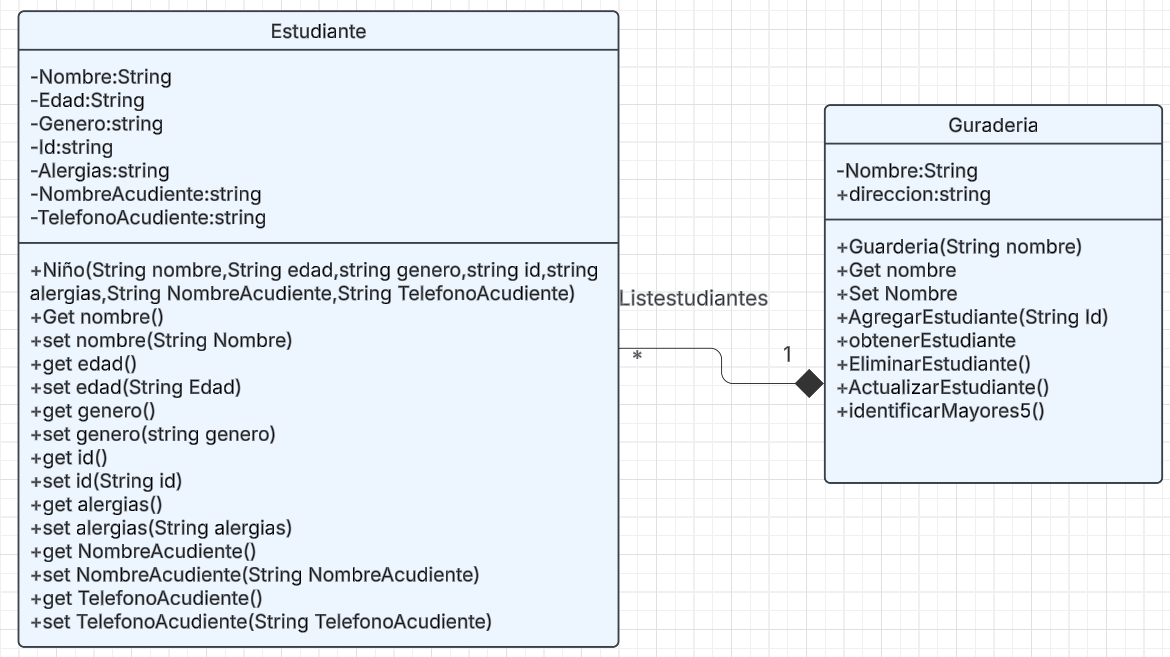 Estudiante
-Nombre:String
-Edad:String
-Genero:string
-Id:string
-Alergias:string
-NombreAcudiente:string
-TelefonoAcudiente:string
+Niño(String nombre,String edad,string genero,string id,string
alergias,String NombreAcudiente,String TelefonoAcudiente)
+Get nombre()
+set nombre(String Nombre)
+get edad()
+set edad(String Edad)
+get genero()
+set genero(string genero)
+get id()
+set id(String id)
+get alergias()
+set alergias(String alergias)
+get NombreAcudiente()
+set NombreAcudiente(String NombreAcudiente)
+get TelefonoAcudiente()
+set TelefonoAcudiente(String TelefonoAcudiente)
Listestudiantes
*
1
Guraderia
-Nombre:String
+direccion:string
+Guarderia(String nombre)
+Get nombre
+Set Nombre
+AgregarEstudiante(String Id)
+obtenerEstudiante
+EliminarEstudiante()
+ActualizarEstudiante()
+identificarMayores5()